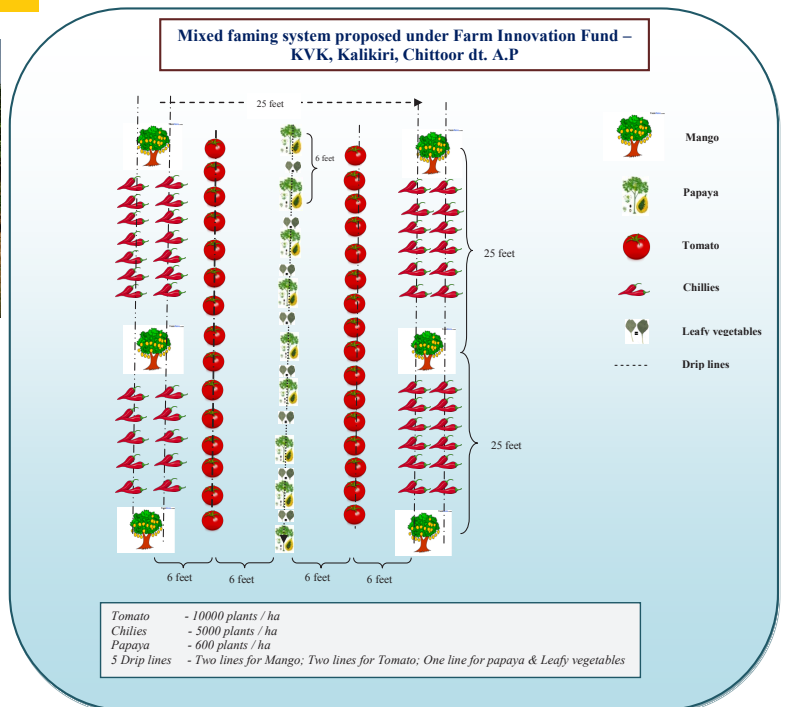 Mixed faming system proposed under Farm Innovation Fund –
KVK, Kalikiri, Chittoor dt. A.P
25 feet
6 feet
Mango
Papaya
25 feet
Tomato
Chillies
Leafy vegetables
Drip lines
25 feet
6 feet
6 feet
6 feet
6 feet
Tomato - 10000 plants / ha
Chilies - 5000 plants / ha
Papaya - 600 plants / ha
5 Drip lines - Two lines for Mango; Two lines for Tomato; One line for papaya & Leafy vegetables